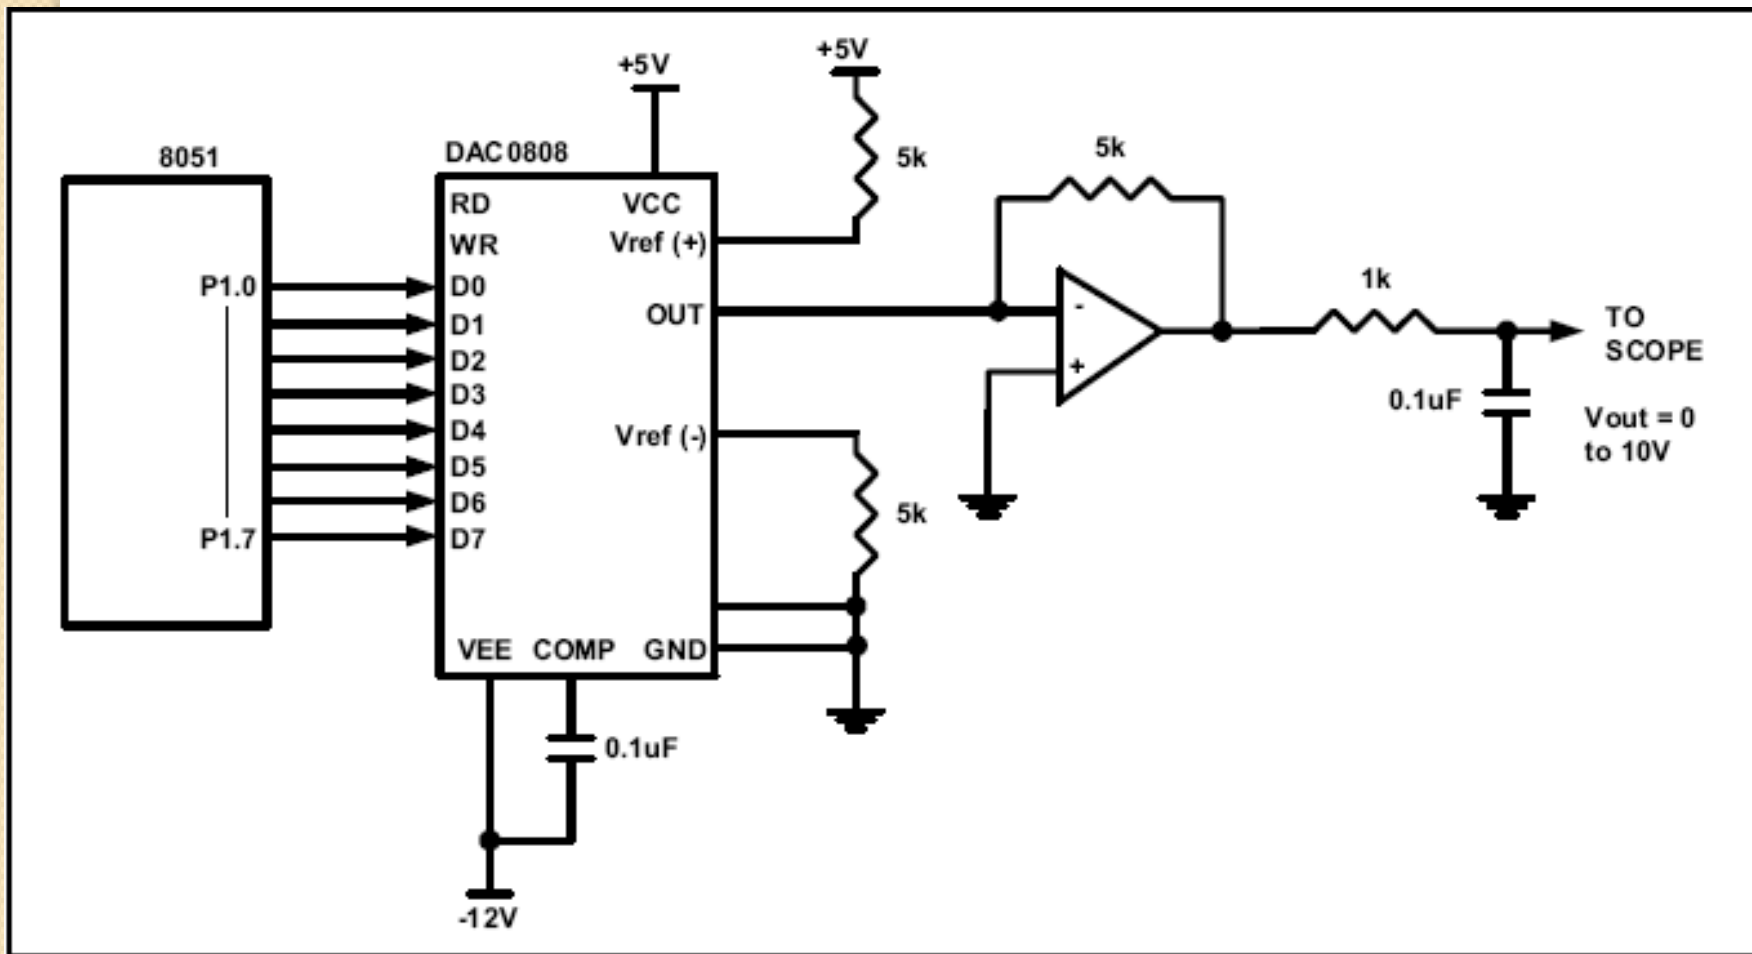 +5V
+5V
8051
DAC0808
5k
5k
RD
VCC
WR
Vref (+)
P1.0
D0
1k
OUT
D1
TO
SCOPE
D2
D3
0.1uF
Vout = 0
to 10V
D4
Vref (-)
D5
D6
5k
P1.7
D7
-
+
VEE
COMP
GND
0.1uF
-12V